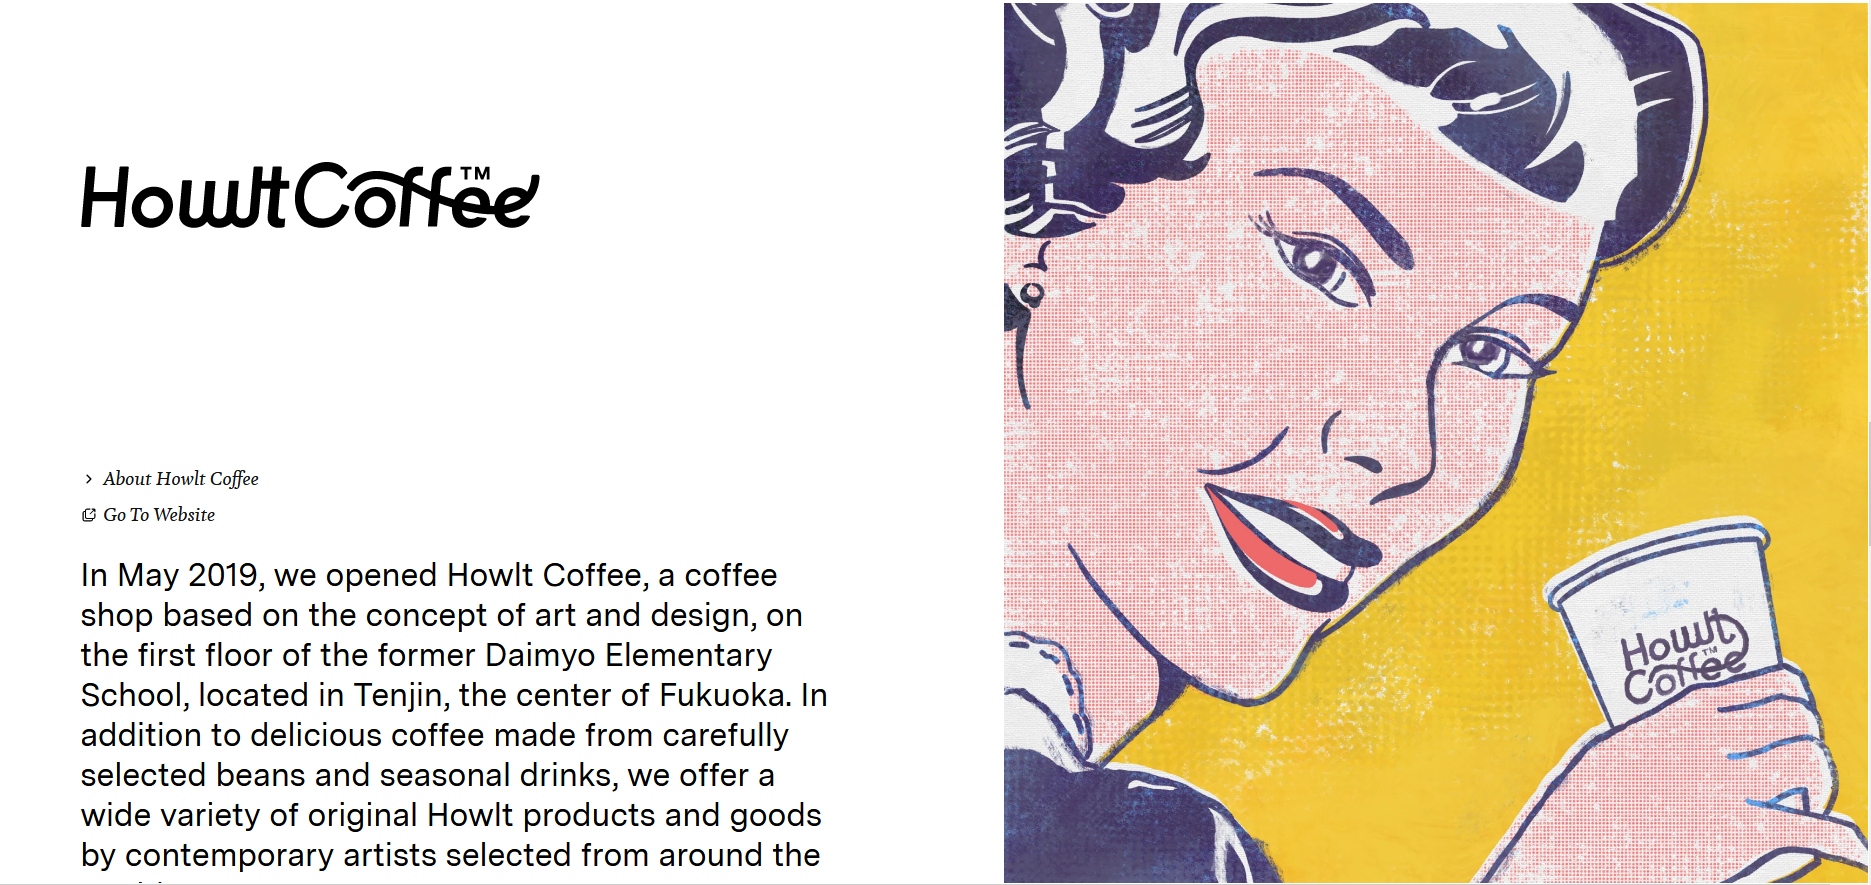 HowltCoffee™
About Howlt Coffee
Go To Website
In May 2019, we opened Howlt Coffee, a coffee
shop based on the concept of art and design, on
the first floor of the former Daimyo Elementary
School, located in Tenjin, the center of Fukuoka. In
addition to delicious coffee made from carefully
selected beans and seasonal drinks, we offer a
wide variety of original Howlt products and goods
by contemporary artists selected from around the
Howlt
Coffee™